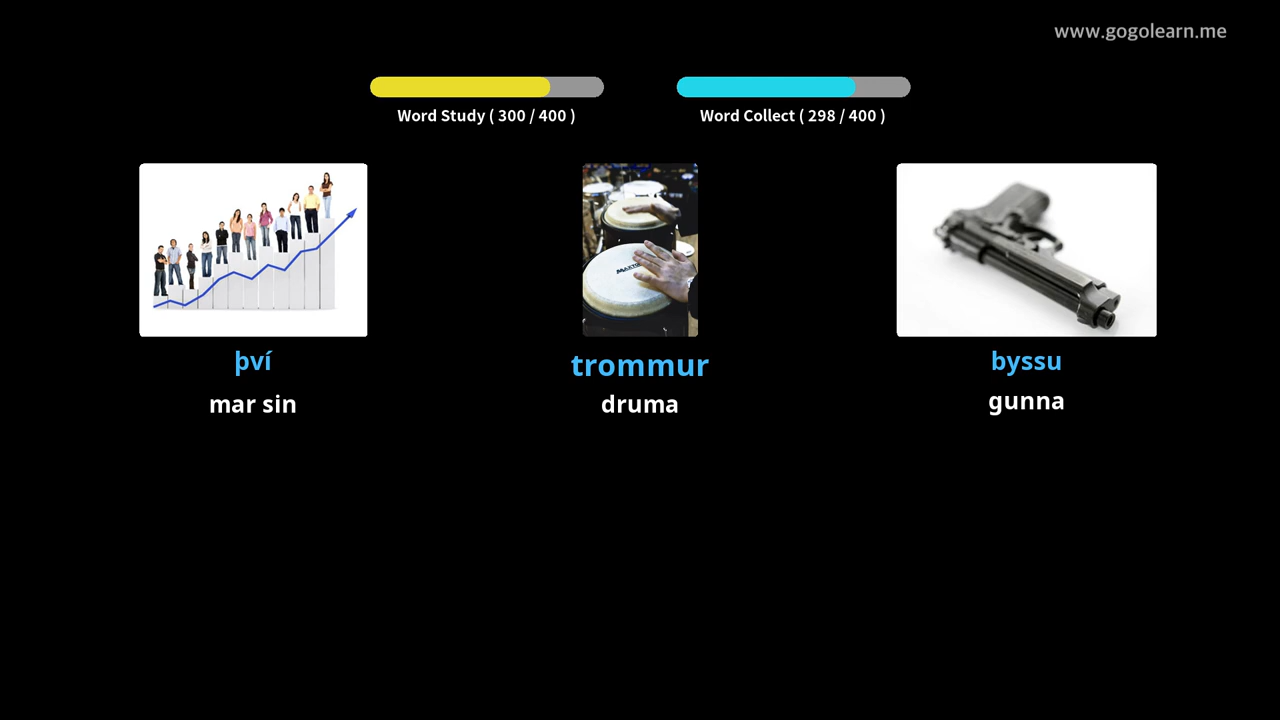 www.gogolearn.me
Word Study ( 300 / 400 )
Word Collect ( 298 / 400 )
því
trommur
byssu
mar sin
druma
gunna